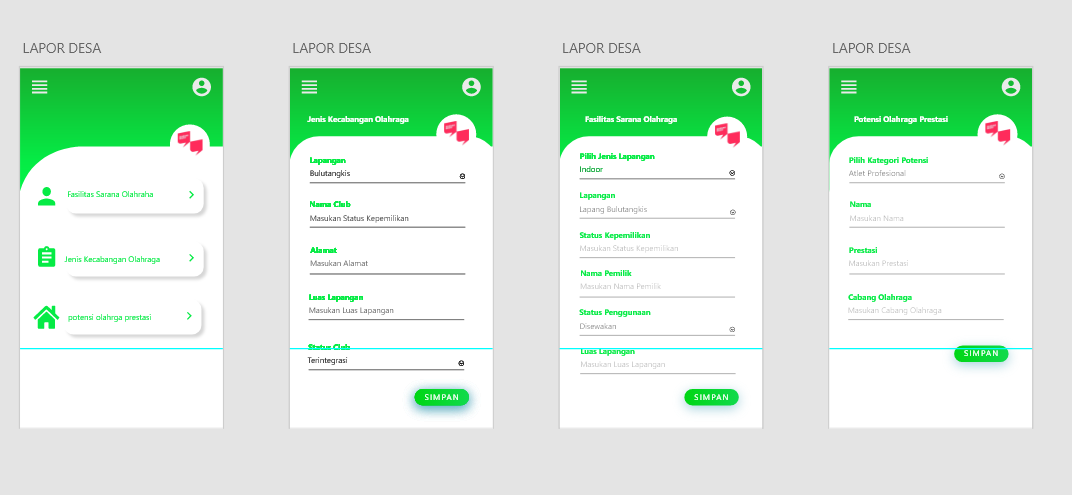 LAPOR DESA
Fasilitas Sarana Olahraha
Jenis Kecabangan Olahraga
potensi olahrga prestasi
LAPOR DESA
Jenis Kecabangan Olahraga
Lapangan
Bulutangkis
Nama Club
Masukan Status Kepemilikan
Alamat
Masukan Alamat
Luas Lapangan
Masukan Luas Lapangan
Status Club
Terintegrasi
SIMPAN
LAPOR DESA
Fasilitas Sarana Olahraga
Pilih Jenis Lapangan
Indoor
Lapangan
Lapang Bulutangkis
Status Kepemilikan
Masukan Status Kepemilikan
Nama Pemilik
Masukan Nama Femilik
Status Penggunaan
Disewakan
Luas Lapangan
Masukan Luas Lapangan
SIMPAN
LAPOR DESA
Potensi Olahraga Prestasi
Pilih Kategori Potensi
Atlet Profesional
Nama
Masukan Nama
Prestasi
Masukan Prestasi
Cabang Olahraga
Masukan Cabang Olahraga
SIMPAN